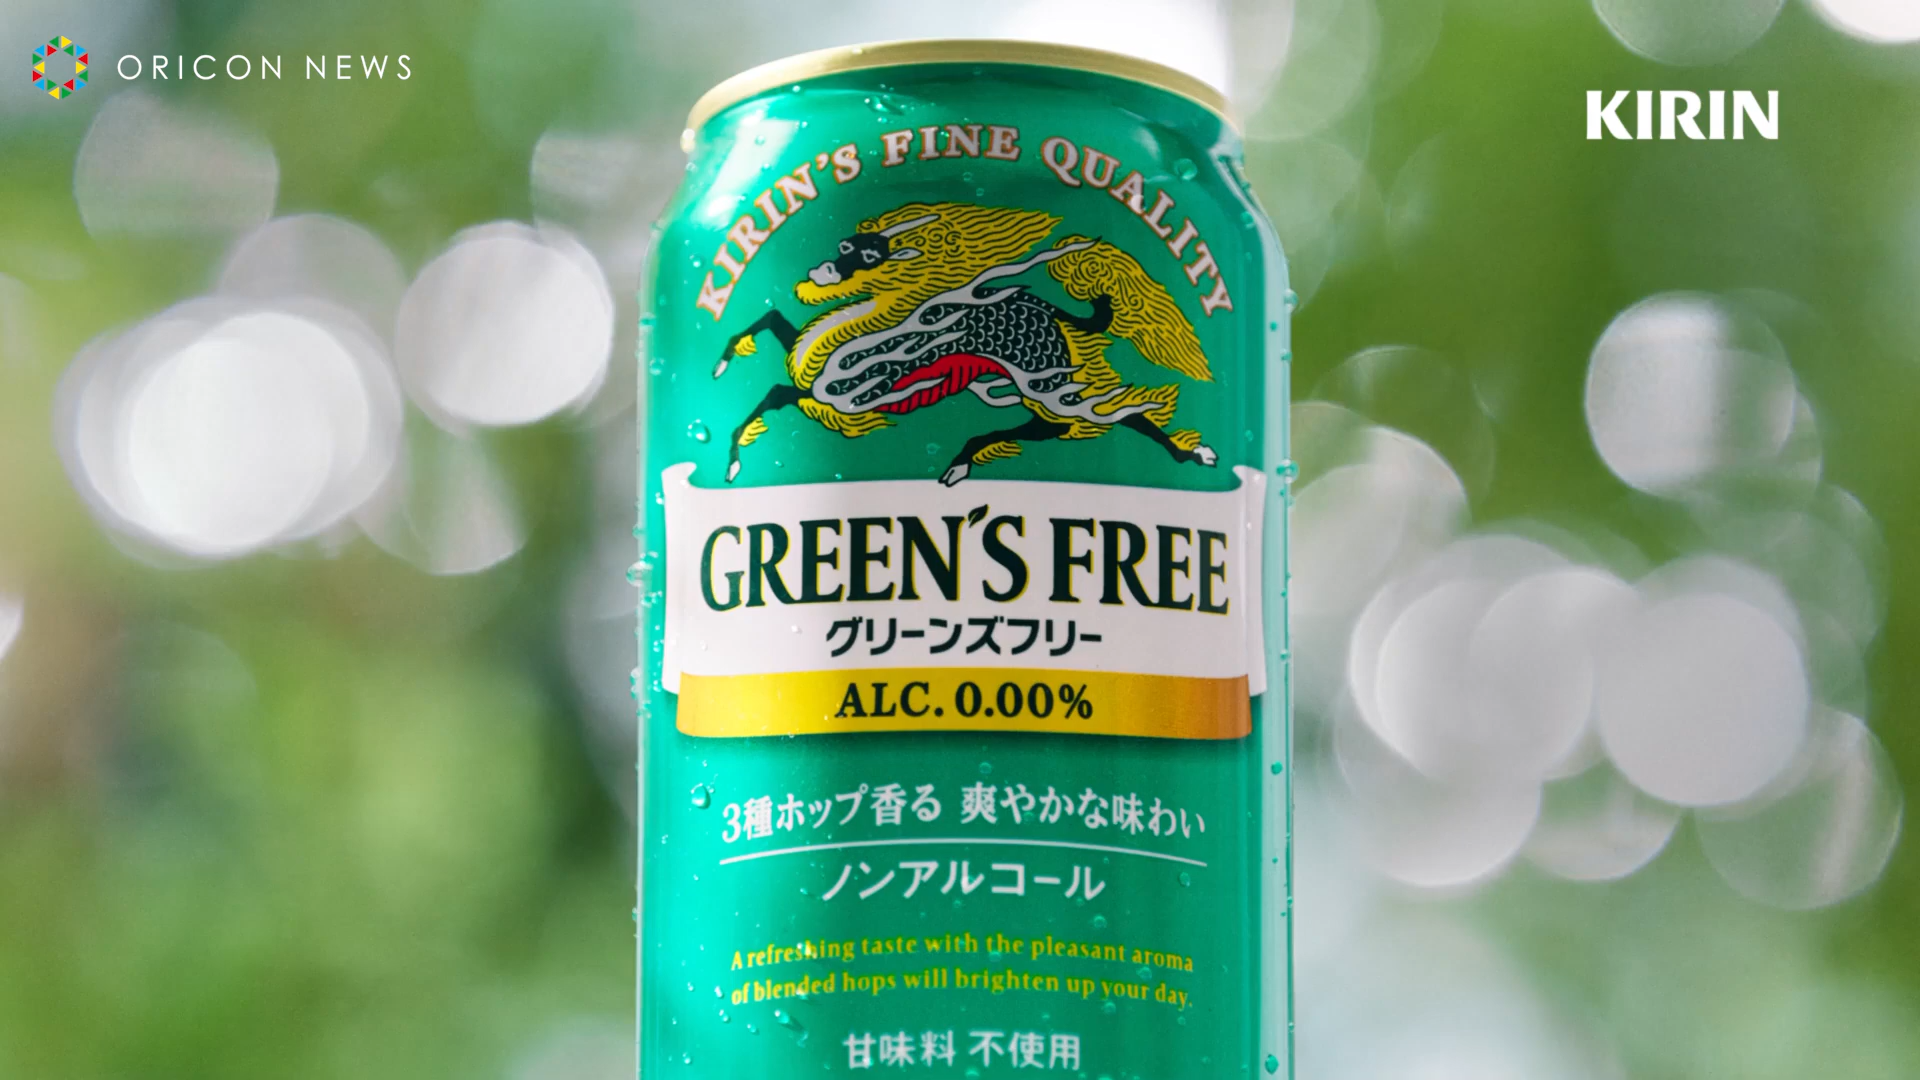 ORICON NEWS
KIRIN
KIRIN'S FINE QUALITY
GREEN'S FREE
グリーンズフリー
ALC. 0.00%
3種ホップ香る 爽やかな味わい
ノンアルコール
A refreshing taste with the pleasant aroma
of blended hops will brighten up your day.
甘味料 不使用